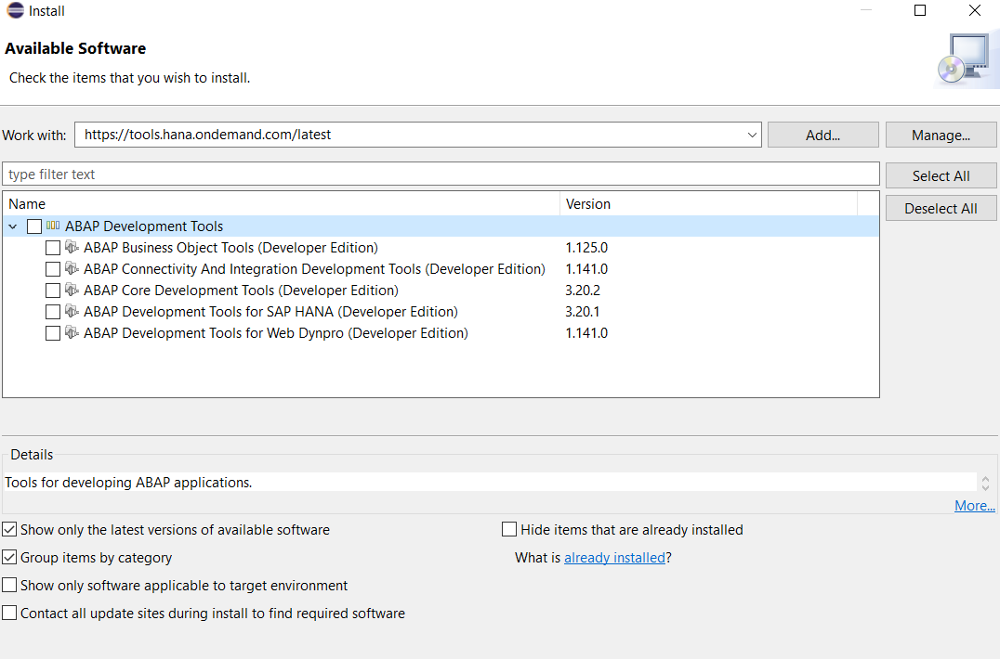 Install
Available Software
Check the items that you wish to install.
Work with: https://tools.hana.ondemand.com/latest Add... Manage...
type filter text Select All
Name Version
Deselect All
ABAP Development Tools
ABAP Business Object Tools (Developer Edition) 1.125.0
ABAP Connectivity And Integration Development Tools (Developer Edition) 1.141.0
ABAP Core Development Tools (Developer Edition) 3.20.2
ABAP Development Tools for SAP HANA (Developer Edition) 3.20.1
ABAP Development Tools for Web Dynpro (Developer Edition) 1.141.0
Details
Tools for developing ABAP applications.
More...
Show only the latest versions of available software Hide items that are already installed
Group items by category What is already installed?
Show only software applicable to target environment
Contact all update sites during install to find required software